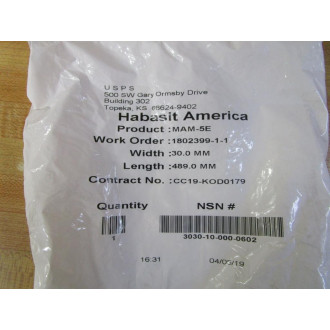 U S P S
500 SW Gary Ormsby Drive
Building 302
Topeka, KS 66624-9402
Habasit America
Product : MAM-5E
Work Order : 1802399-1-1
Width : 30.0 MM
Length : 489.0 MM
Contract No. : CC19-KOD0179
Quantity NSN #
1 3030-10-000-0602
16:31 04/09/19